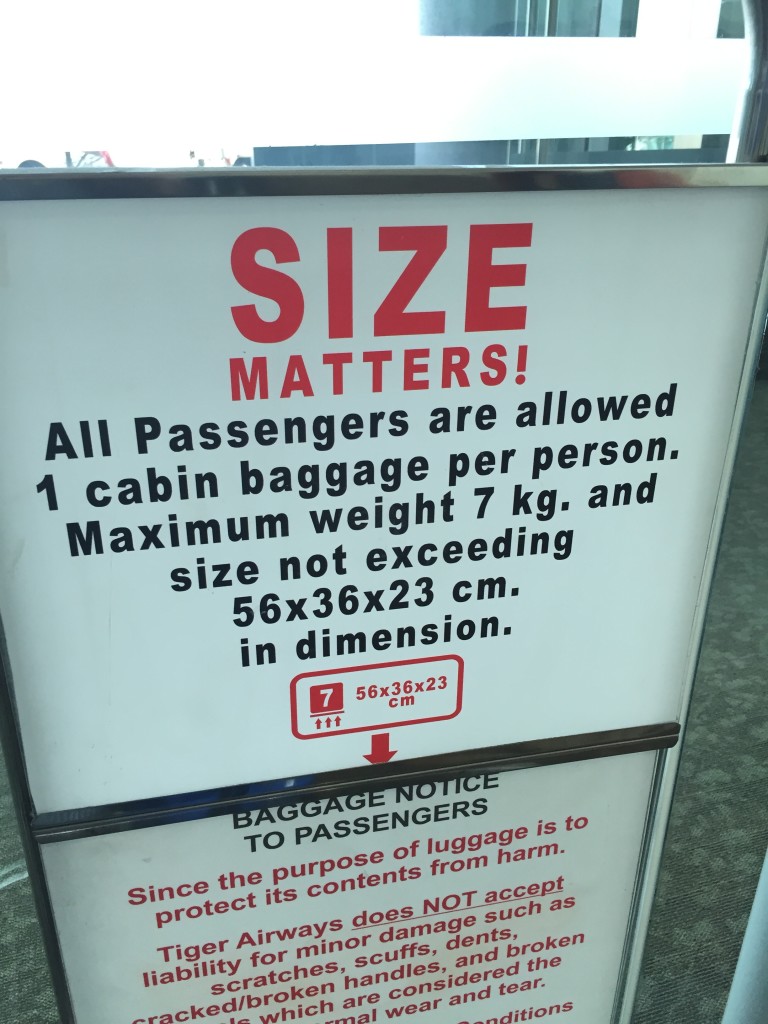 SIZE
MATTERS!
All Passengers are allowed
1 cabin baggage per person.
Maximum weight 7 kg. and
size not exceeding
56x36x23 cm.
in dimension.
7 56x36x23
cm
BAGGAGE NOTICE
TO PASSENGERS
Since the purpose of luggage is to
protect its contents from harm.
Tiger Airways does NOT accept
liability for minor damage such as
scratches, scuffs, dents,
cracked/broken handles, and broken
which are considered the
wear and tear.